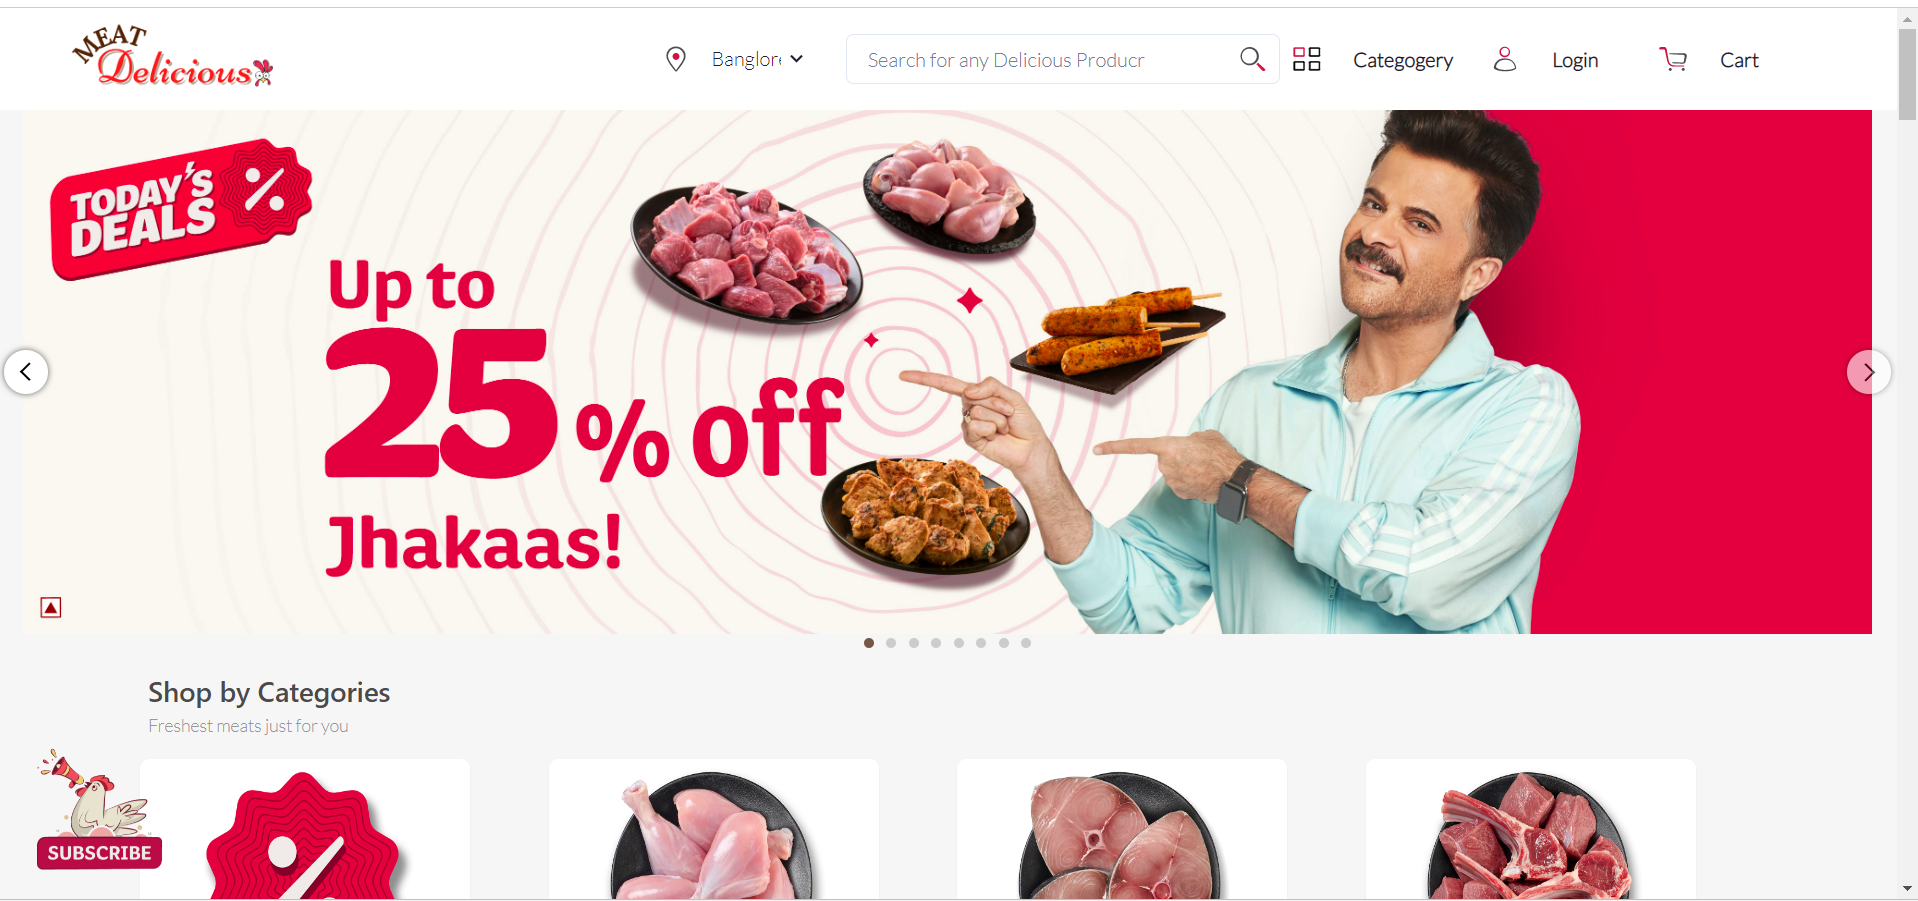 MEAT
Delicious
Banglore
Search for any Delicious Producr
Categogery
Login
Cart
TODAY'S
DEALS
Up to
25% off
Jhakaas!
Shop by Categories
Freshest meats just for you
SUBSCRIBE